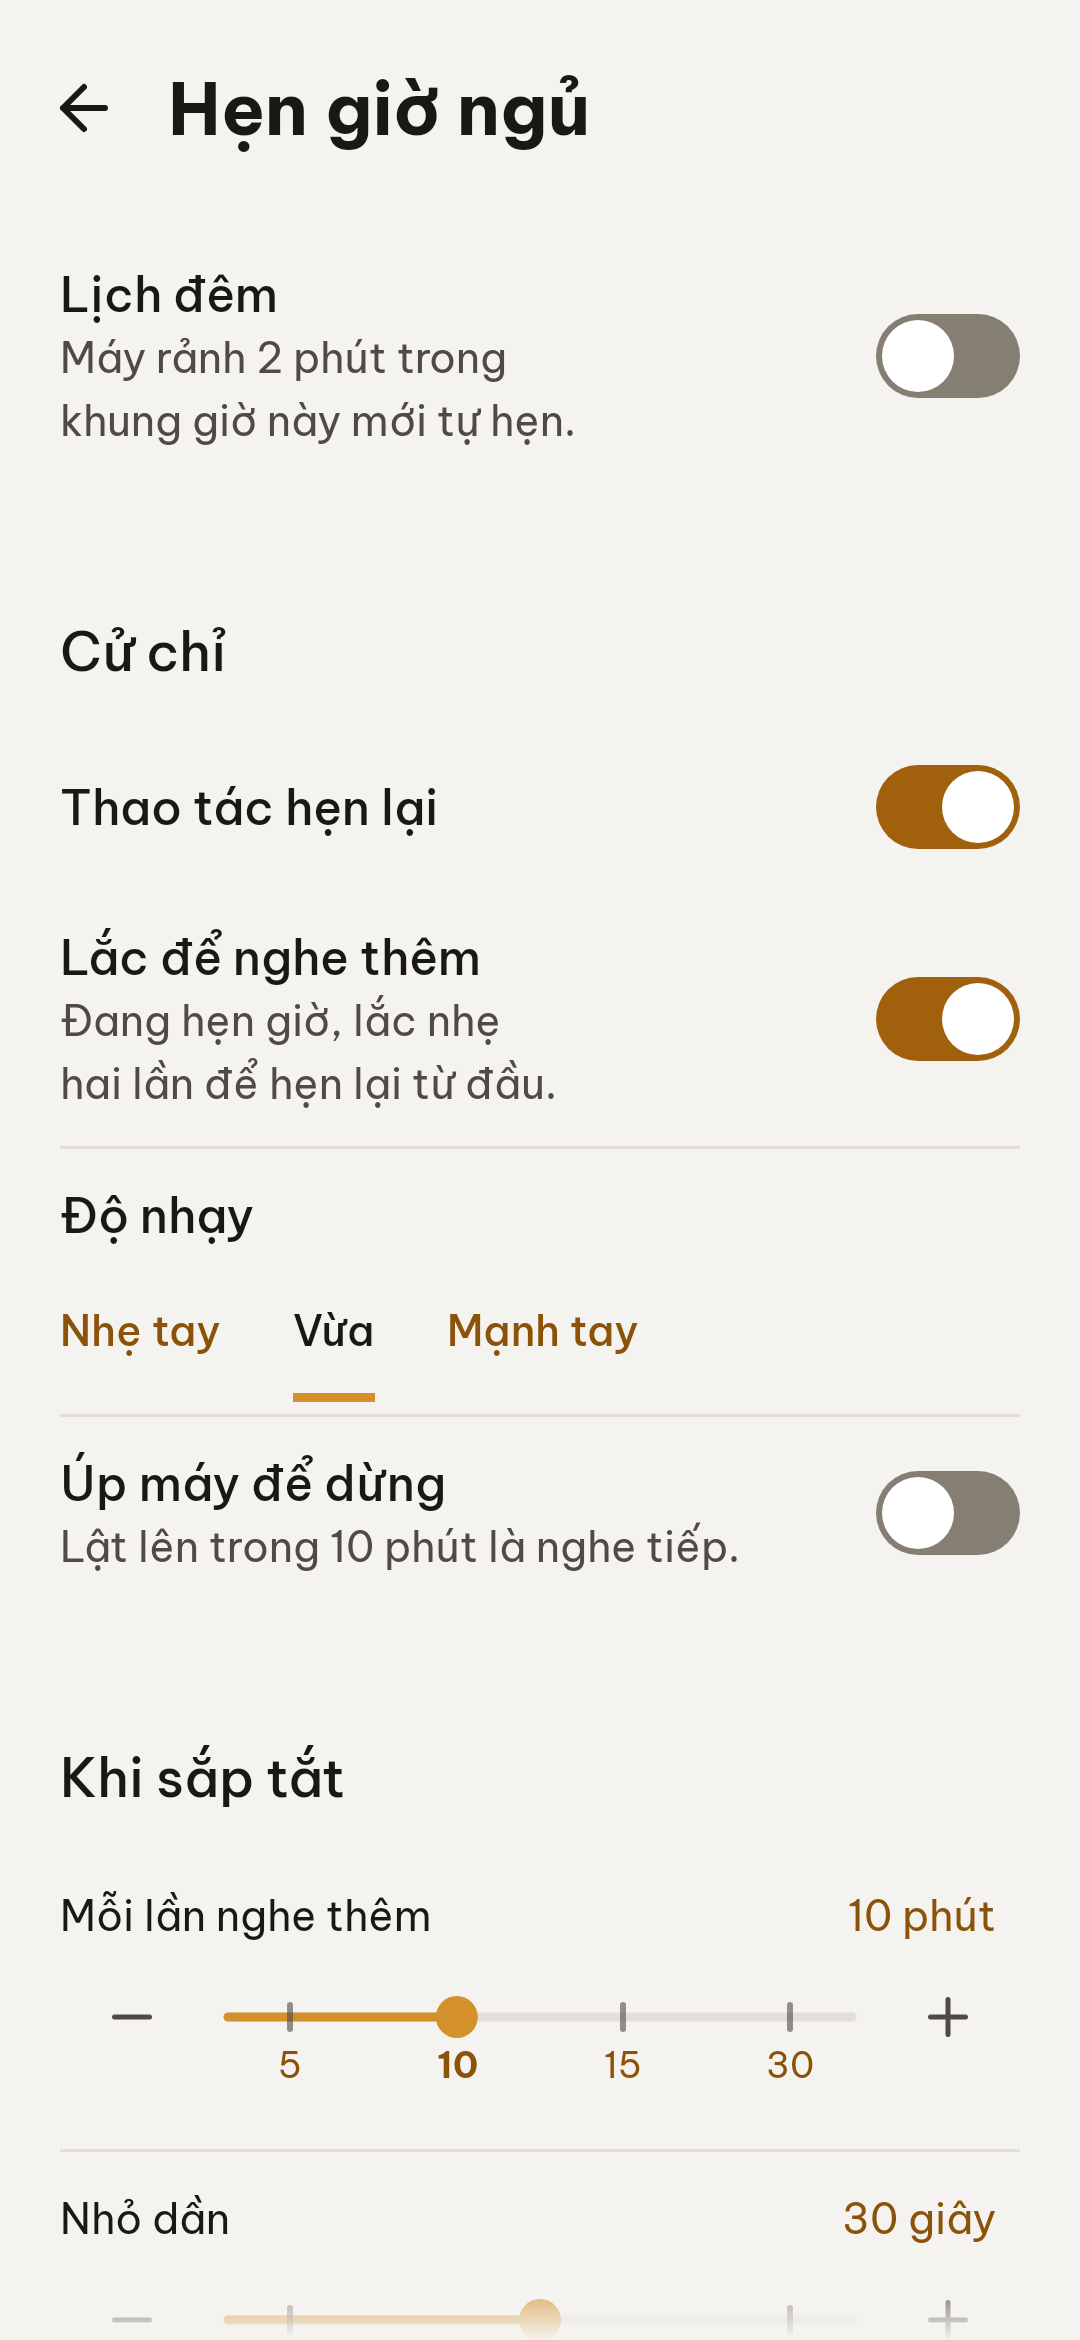 Hẹn giờ ngủ
Lịch đêm
Máy rảnh 2 phút trong
khung giờ này mới tự hẹn.
Cử chỉ
Thao tác hẹn lại
Lắc để nghe thêm
Đang hẹn giờ, lắc nhẹ
hai lần để hẹn lại từ đầu.
Độ nhạy
Nhẹ tay Vừa Mạnh tay
Úp máy để dừng
Lật lên trong 10 phút là nghe tiếp.
Khi sắp tắt
Mỗi lần nghe thêm 10 phút
5 10 15 30
Nhỏ dần 30 giây